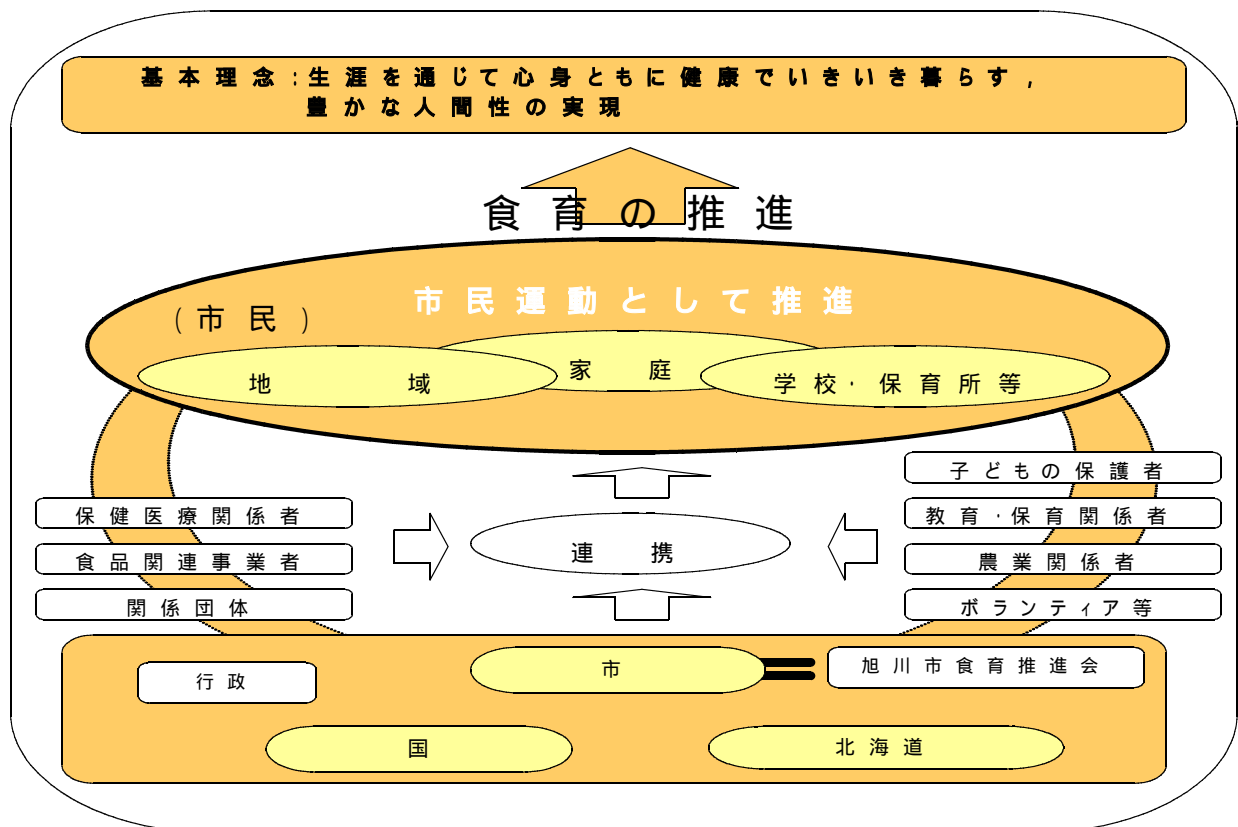 基本理念:生涯を通じて心身ともに健康でいきいき暮らす,
豊かな人間性の実現
食育の推進
市民運動として推進
(市民)
地域
家庭
学校・保育所等
保健医療関係者
食品関連事業者
関係団体
連携
子どもの保護者
教育・保育関係者
農業関係者
ボランティア等
行政
市
旭川市食育推進会
国
北海道